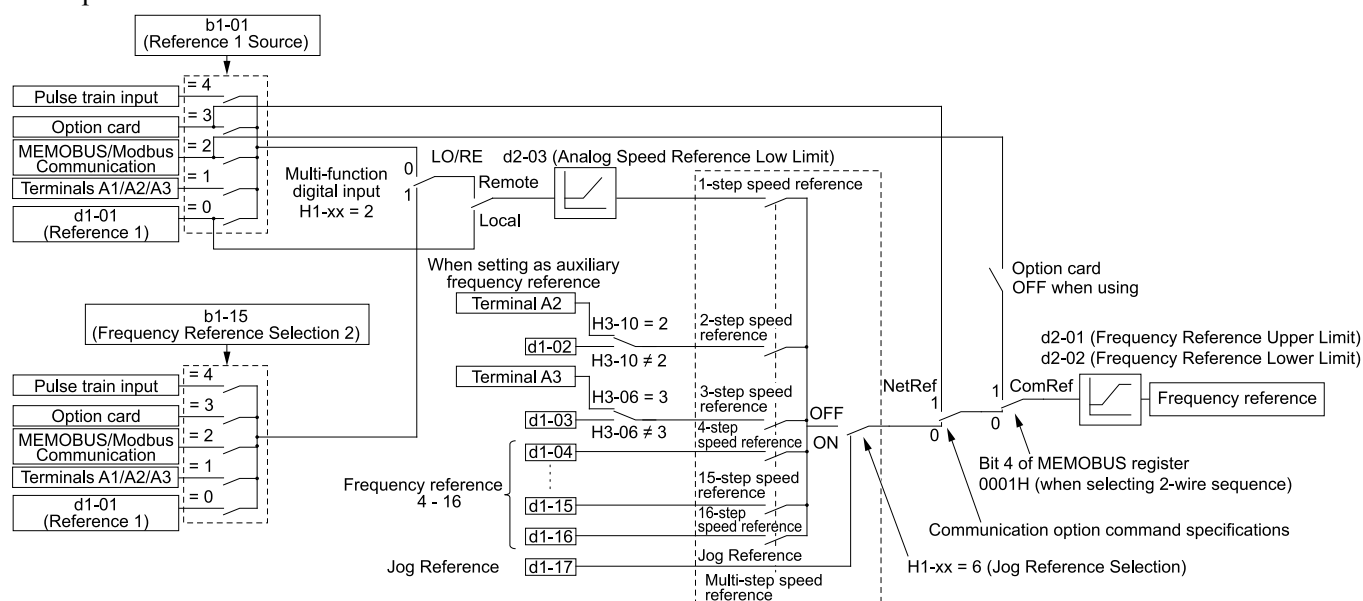 b1-01
(Reference 1 Source)
Pulse train input
= 4
Option card
= 3
MEMOBUS/Modbus
Communication
= 2
Terminals A1/A2/A3
= 1
d1-01
(Reference 1)
= 0
Multi-function
digital input
H1-xx = 2
0
1
LO/RE
Remote
Local
d2-03 (Analog Speed Reference Low Limit)
1-step speed reference
When setting as auxiliary
frequency reference
Terminal A2
H3-10 = 2
d1-02
H3-10 ≠ 2
2-step speed
reference
Terminal A3
H3-06 = 3
d1-03
H3-06 ≠ 3
3-step speed
reference
4-step
speed reference
d1-04
Frequency reference
4 - 16
d1-15
15-step speed
reference
16-step
speed reference
d1-16
Jog Reference
d1-17
Jog Reference
Multi-step speed
reference
b1-15
(Frequency Reference Selection 2)
Pulse train input
= 4
Option card
= 3
MEMOBUS/Modbus
Communication
= 2
Terminals A1/A2/A3
= 1
d1-01
(Reference 1)
= 0
OFF
ON
NetRef
1
0
Option card
OFF when using
1
0
ComRef
d2-01 (Frequency Reference Upper Limit)
d2-02 (Frequency Reference Lower Limit)
Frequency reference
Bit 4 of MEMOBUS register
0001H (when selecting 2-wire sequence)
Communication option command specifications
H1-xx = 6 (Jog Reference Selection)